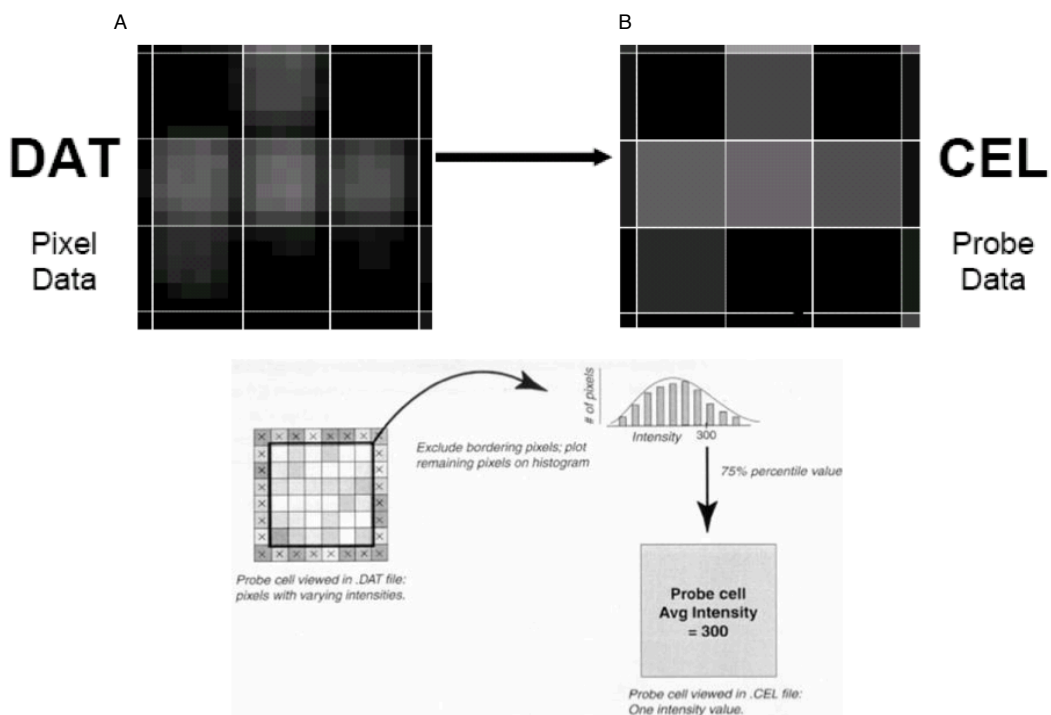 A
B
DAT
Pixel
Data
CEL
Probe
Data
# of pixels
Intensity 300
Exclude bordering pixels; plot
remaining pixels on histogram
75% percentile value
Probe cell viewed in .DAT file:
pixels with varying intensities.
Probe cell
Avg Intensity
= 300
Probe cell viewed in .CEL file:
One intensity value.